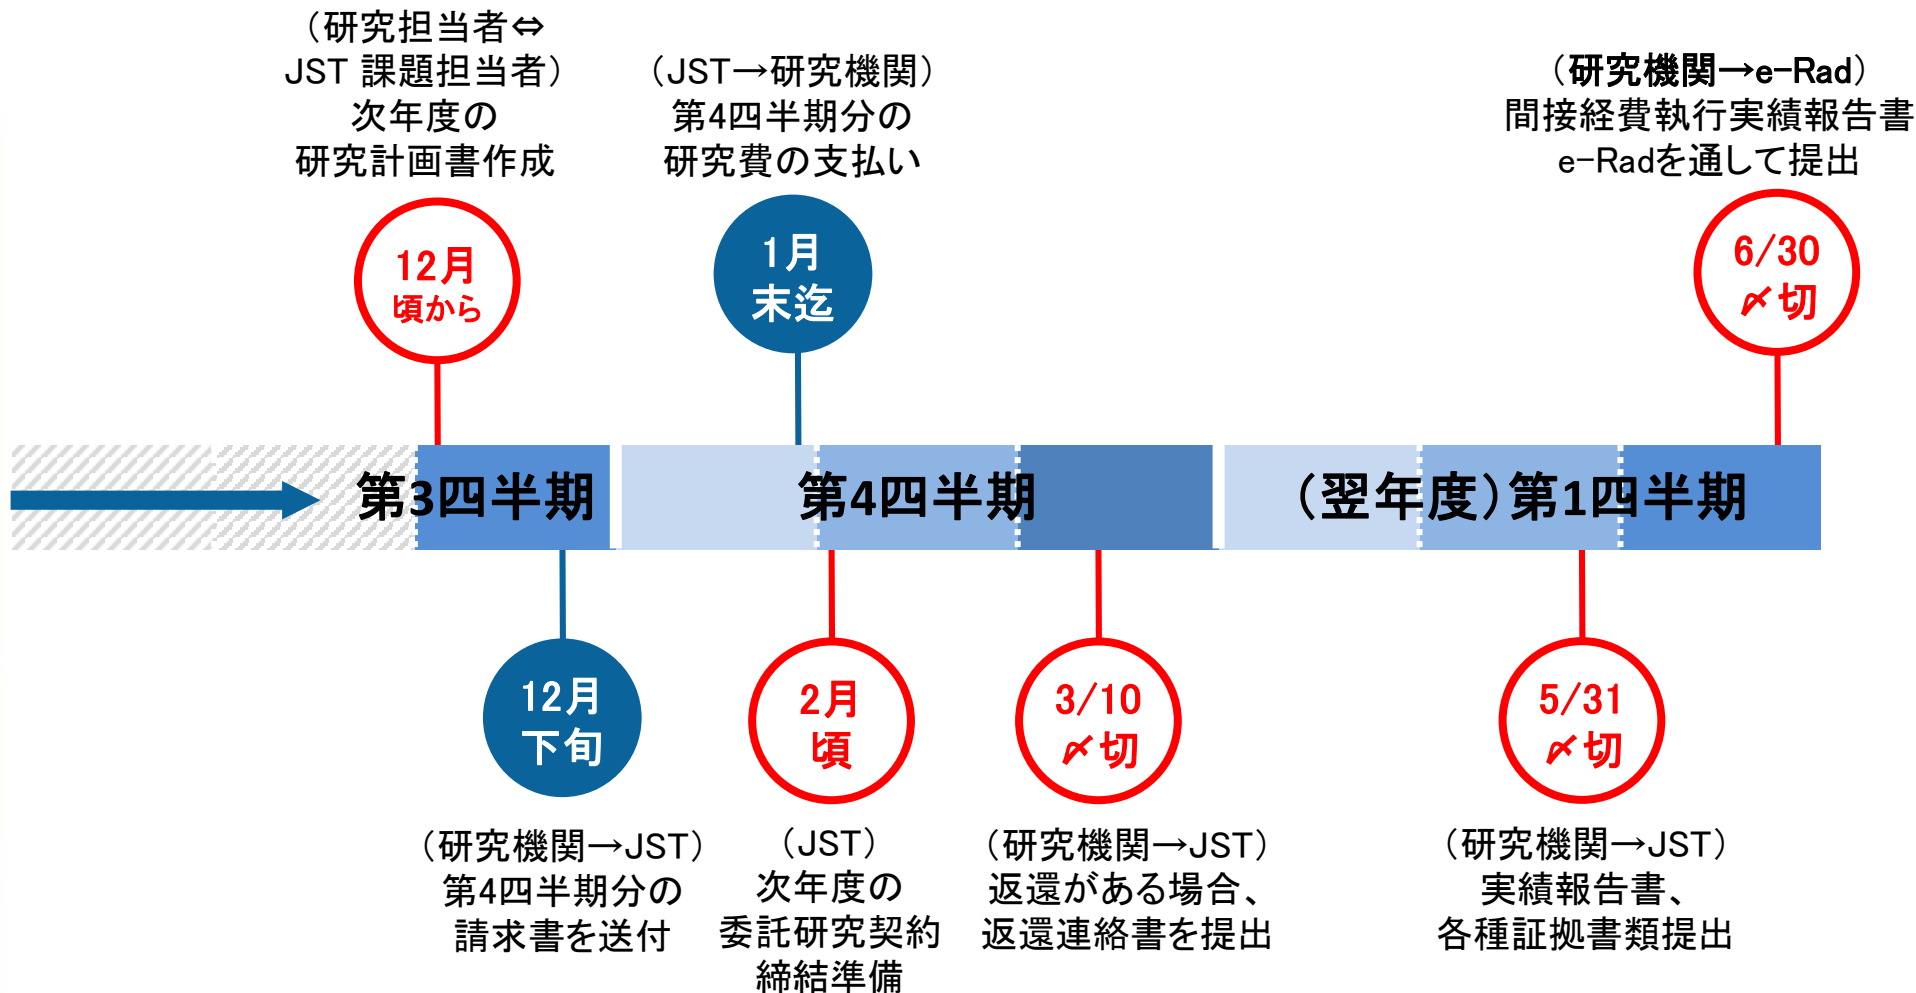 （研究担当者⇔
JST 課題担当者）
次年度の
研究計画書作成
12月
頃から
（JST→研究機関）
第4四半期分の
研究費の支払い
1月
末迄
（研究機関→e-Rad）
間接経費執行実績報告書
e-Radを通して提出
6/30
〆切
第3四半期
第4四半期
（翌年度）第1四半期
12月
下旬
（研究機関→JST）
第4四半期分の
請求書を送付
2月
頃
（JST）
次年度の
委託研究契約
締結準備
3/10
〆切
（研究機関→JST）
返還がある場合、
返還連絡書を提出
5/31
〆切
（研究機関→JST）
実績報告書、
各種証拠書類提出